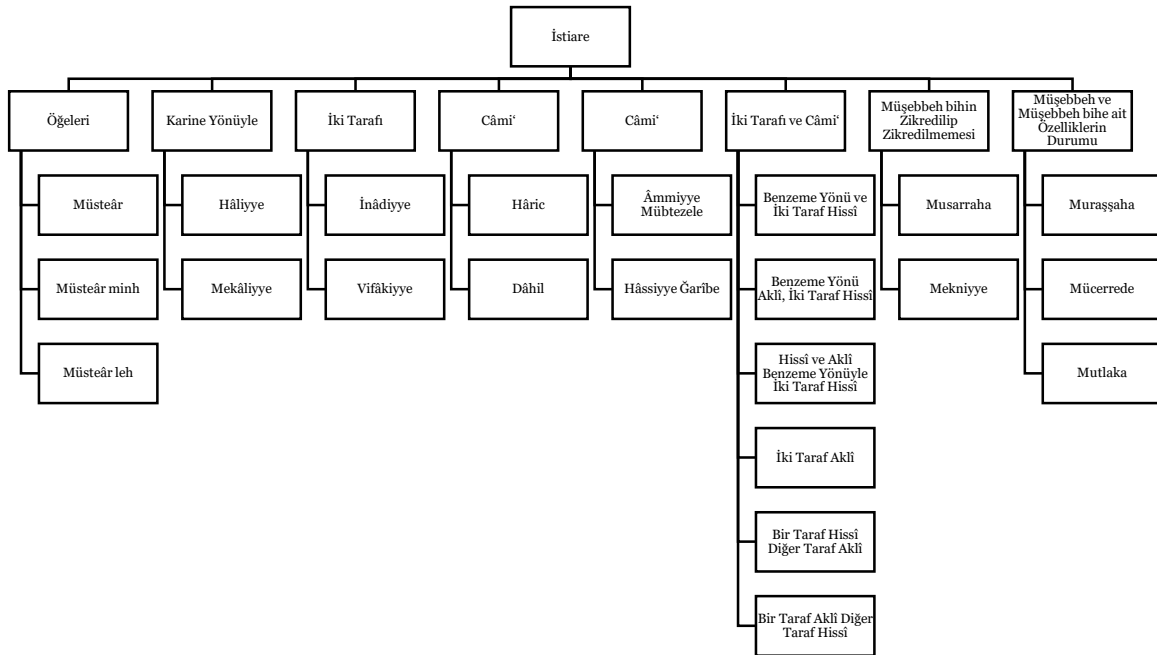 İstiare
Öğeleri
Müsteâr
Müsteâr minh
Müsteâr leh
Karine Yönüyle
Hâliyye
Mekâliyye
İki Tarafı
İnâdiyye
Vifâkiyye
Câmi‘
Hâric
Dâhil
Câmi‘
Âmmiyye
Mübtezele
Hâssiyye Ğarîbe
İki Tarafı ve Câmi‘
Benzeme Yönü ve
İki Taraf Hissî
Benzeme Yönü
Aklî, İki Taraf Hissî
Hissî ve Aklî
Benzeme Yönüyle
İki Taraf Hissî
İki Taraf Aklî
Bir Taraf Hissî
Diğer Taraf Aklî
Bir Taraf Aklî Diğer
Taraf Hissî
Müşebbeh bihin
Zikredilip
Zikredilmemesi
Musarraha
Mekniyye
Müşebbeh ve
Müşebbeh bihe ait
Özelliklerin
Durumu
Muraşşaha
Mücerrede
Mutlaka